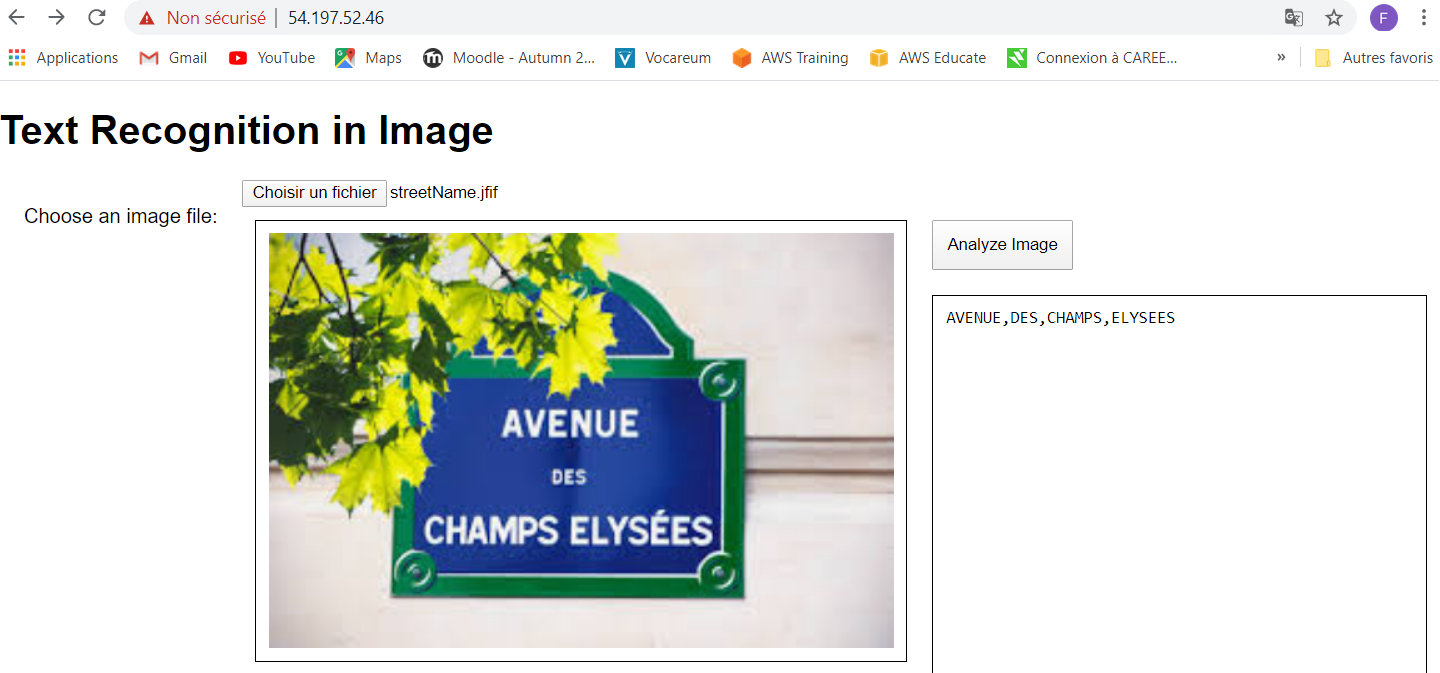 Non sécurisé | 54.197.52.46
Applications Gmail YouTube Maps Moodle - Autumn 2... Vocareum AWS Training AWS Educate Connexion à CAREE... » Autres favoris
F
Text Recognition in Image
Choisir un fichier streetName.jfif
Choose an image file:
Analyze Image
AVENUE,DES,CHAMPS,ELYSEES
AVENUE
DES
CHAMPS ELYSÉES